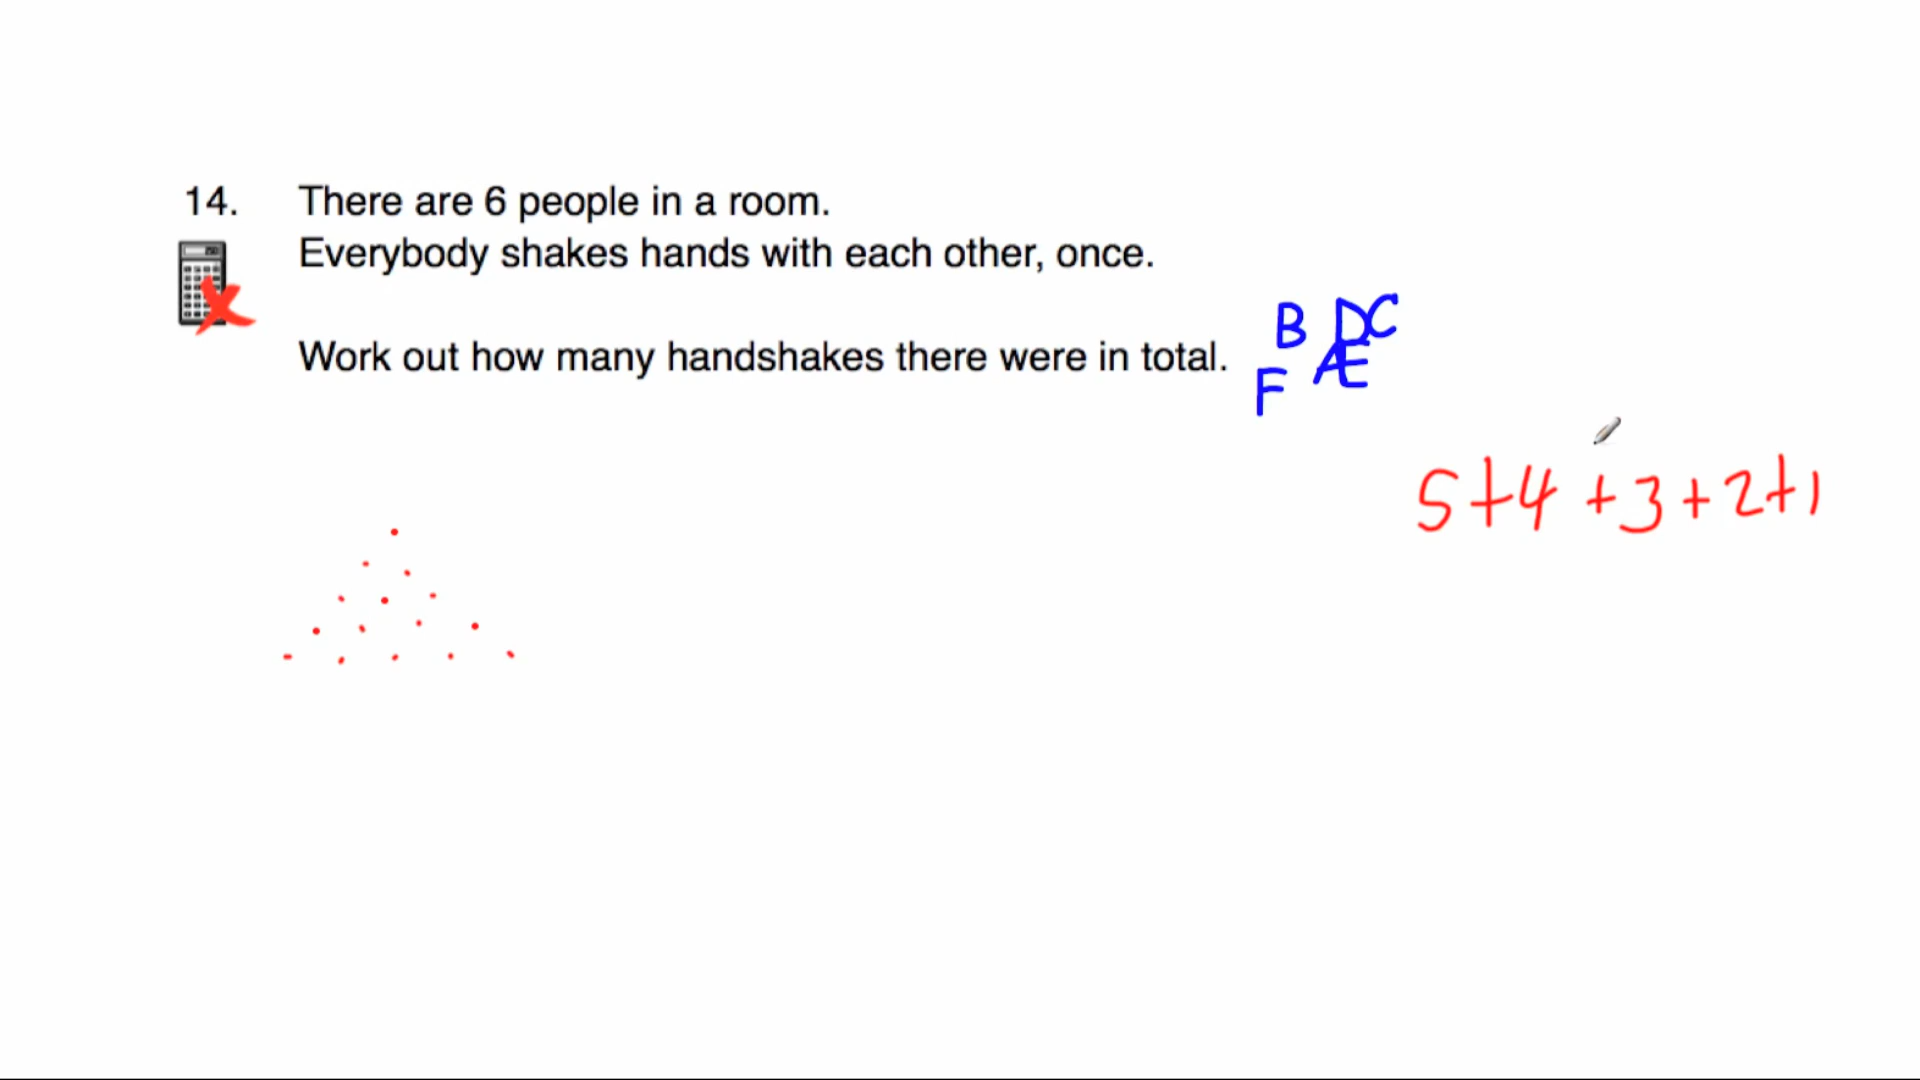 14. There are 6 people in a room.
Everybody shakes hands with each other, once.
Work out how many handshakes there were in total.
B DC
F AE
5+4+3+2+1